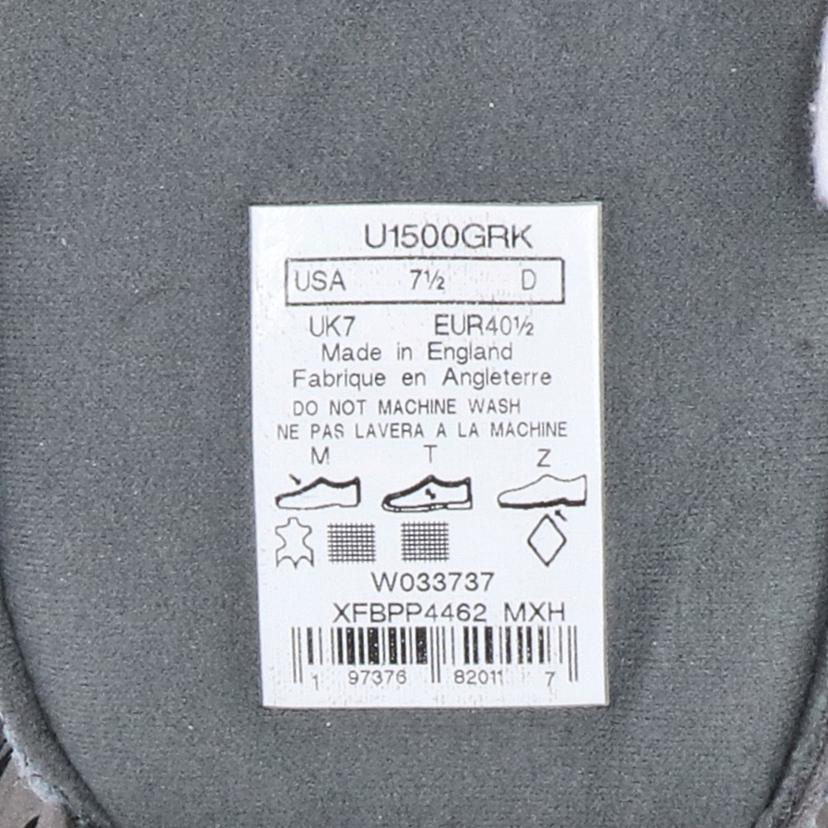 U1500GRK
USA 7½ D
UK7 EUR40½
Made in England
Fabrique en Angleterre
DO NOT MACHINE WASH
NE PAS LAVERA A LA MACHINE
M T Z
W033737
XFBPP4462 MXH
1 97376 82011 7